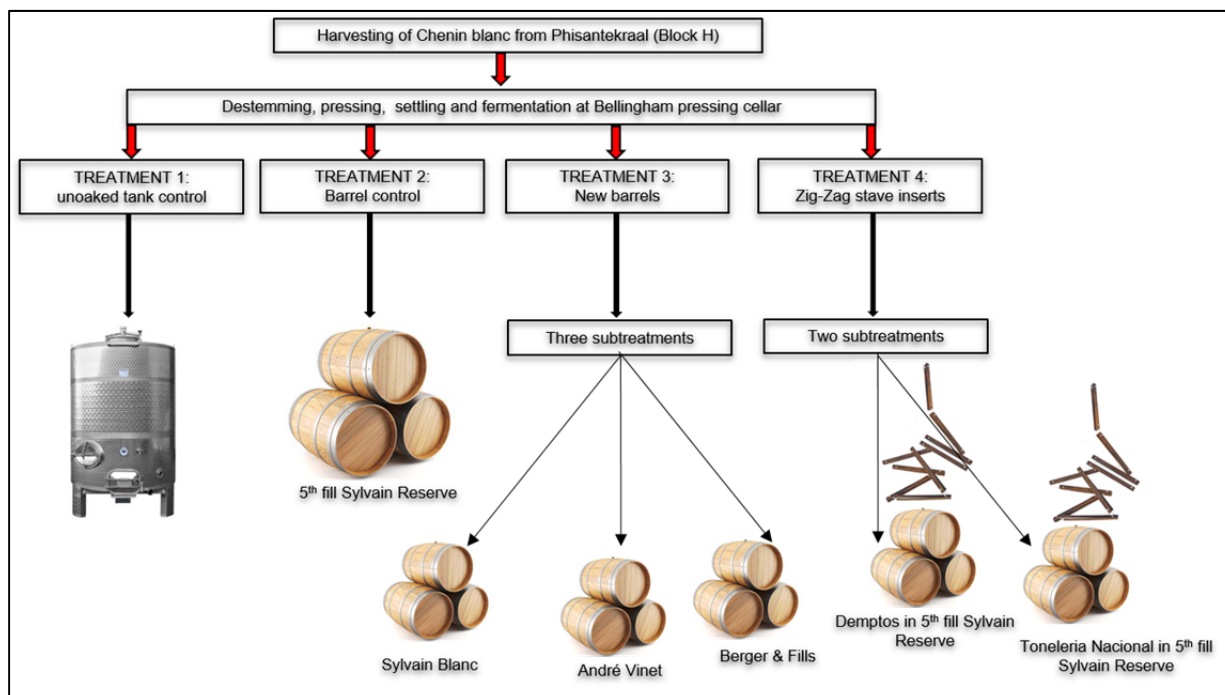 Harvesting of Chenin blanc from Phisantekraal (Block H)
Destemming, pressing, settling and fermentation at Bellingham pressing cellar
TREATMENT 1:
unoaked tank control
TREATMENT 2:
Barrel control
TREATMENT 3:
New barrels
TREATMENT 4:
Zig-Zag stave inserts
Three subtreatments
Two subtreatments
5th fill Sylvain Reserve
Sylvain Blanc
André Vinet
Berger & Fills
Demptos in 5th fill Sylvain
Reserve
Toneleria Nacional in 5th fill
Sylvain Reserve